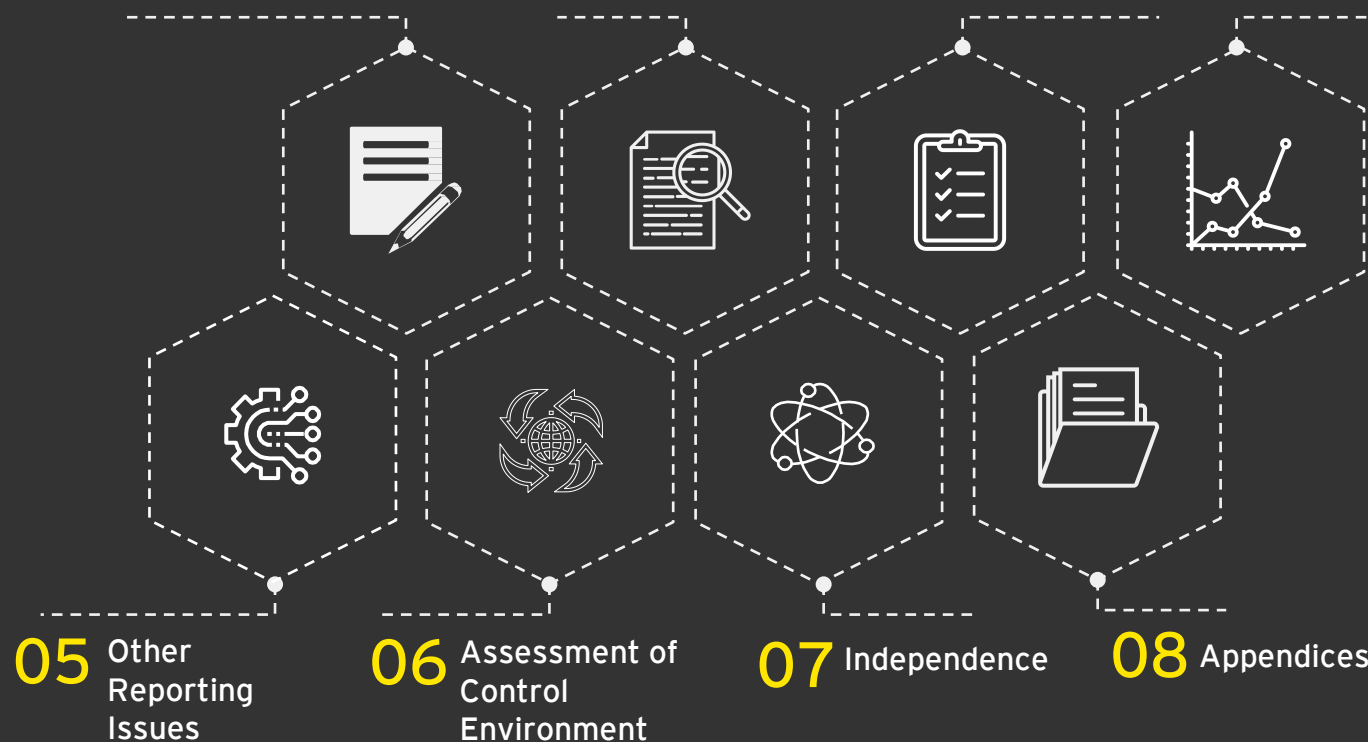 05 Other
Reporting
Issues
06 Assessment of
Control
Environment
07 Independence
08 Appendices